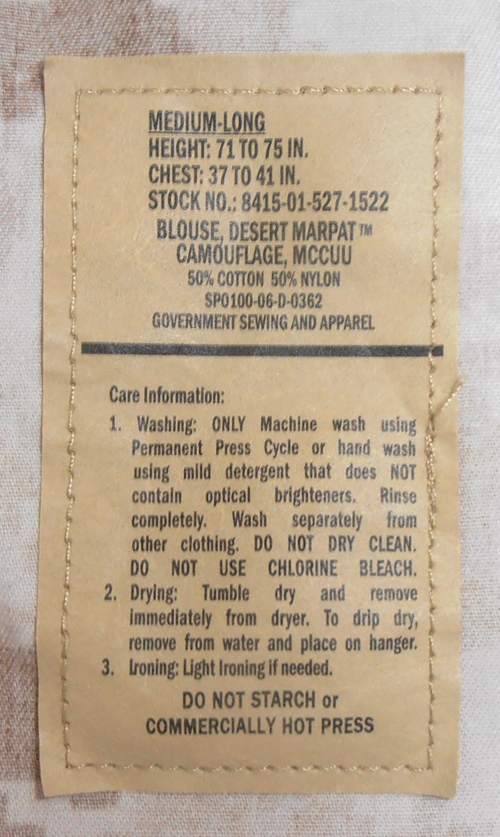 MEDIUM-LONG
HEIGHT: 71 TO 75 IN.
CHEST: 37 TO 41 IN.
STOCK NO.: 8415-01-527-1522
BLOUSE, DESERT MARPAT™
CAMOUFLAGE, MCCUU
50% COTTON 50% NYLON
SPO100-06-D-0362
GOVERNMENT SEWING AND APPAREL
Care Information:
1. Washing: ONLY Machine wash using
Permanent Press Cycle or hand wash
using mild detergent that does NOT
contain optical brighteners. Rinse
completely. Wash separately from
other clothing. DO NOT DRY CLEAN.
DO NOT USE CHLORINE BLEACH.
2. Drying: Tumble dry and remove
immediately from dryer. To drip dry,
remove from water and place on hanger.
3. Ironing: Light Ironing if needed.
DO NOT STARCH or
COMMERCIALLY HOT PRESS